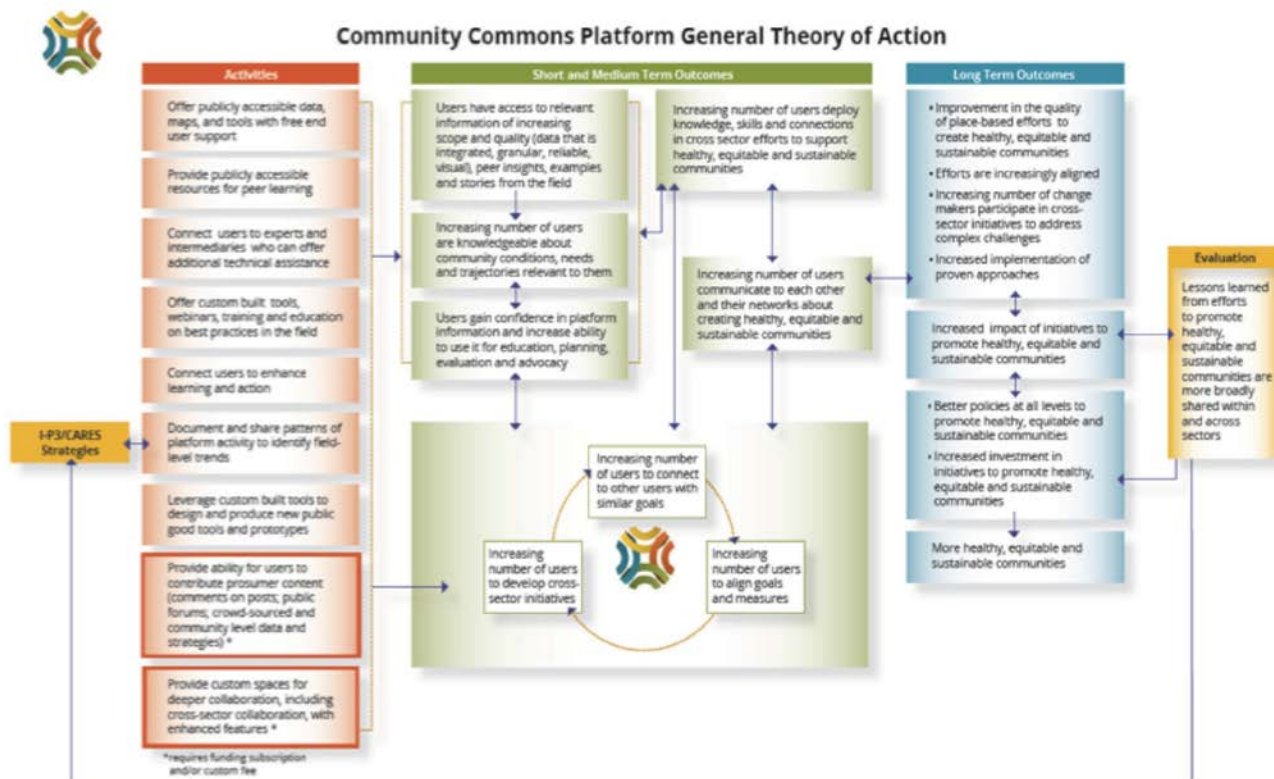 Community Commons Platform General Theory of Action
Activities
Offer publicly accessible data,
maps, and tools with free end
user support
Provide publicly accessible
resources for peer learning
Connect users to experts and
intermediaries who can offer
additional technical assistance
Offer custom built tools,
webinars, training and education
on best practices in the field
Connect users to enhance
learning and action
I-P3/CARES
Strategies
Document and share patterns of
platform activity to identify field-
level trends
Leverage custom built tools to
design and produce new public
good tools and prototypes
Provide ability for users to
contribute prosumer content
(comments on posts; public
forums; crowd-sourced and
community level data and
strategies) *
Provide custom spaces for
deeper collaboration, including
cross-sector collaboration, with
enhanced features *
*requires funding subscription
and/or custom fee
Short and Medium Term Outcomes
Users have access to relevant
information of increasing
scope and quality (data that is
integrated, granular, reliable,
visual), peer insights, examples
and stories from the field
Increasing number of users
are knowledgeable about
community conditions, needs
and trajectories relevant to them
Users gain confidence in platform
information and increase ability
to use it for education, planning,
evaluation and advocacy
Increasing number of users deploy
knowledge, skills and connections
in cross sector efforts to support
healthy, equitable and sustainable
communities
Increasing number of users
communicate to each other
and their networks about
creating healthy, equitable and
sustainable communities
Increasing number
of users to connect
to other users with
similar goals
Increasing
number of users
to develop cross-
sector initiatives
Increasing
number of users
to align goals
and measures
Long Term Outcomes
• Improvement in the quality
of place-based efforts to
create healthy, equitable and
sustainable communities
• Efforts are increasingly aligned
• Increasing number of change
makers participate in cross-
sector initiatives to address
complex challenges
• Increased implementation of
proven approaches
Increased impact of initiatives to
promote healthy, equitable and
sustainable communities
• Better policies at all levels to
promote healthy, equitable and
sustainable communities
• Increased investment in
initiatives to promote healthy,
equitable and sustainable
communities
More healthy, equitable and
sustainable communities
Evaluation
Lessons learned
from efforts
to promote
healthy,
equitable and
sustainable
communities are
more broadly
shared within
and across
sectors